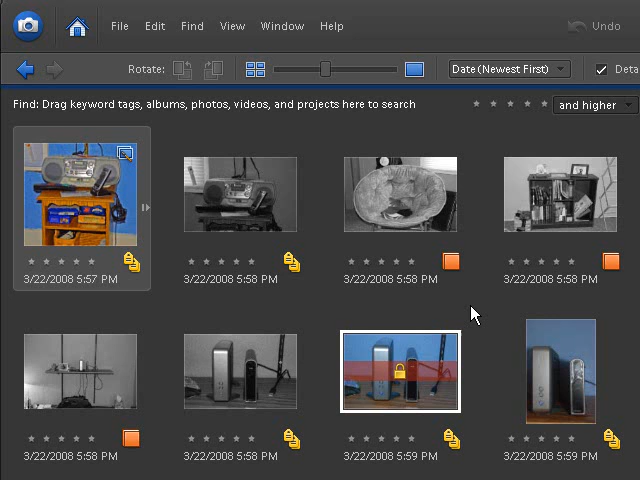 File Edit Find View Window Help Undo
Rotate: Date (Newest First) Deta
Find: Drag keyword tags, albums, photos, videos, and projects here to search and higher
3/22/2008 5:57 PM 3/22/2008 5:58 PM 3/22/2008 5:58 PM 3/22/2008 5:58 PM
3/22/2008 5:58 PM 3/22/2008 5:58 PM 3/22/2008 5:59 PM 3/22/2008 5:59 PM